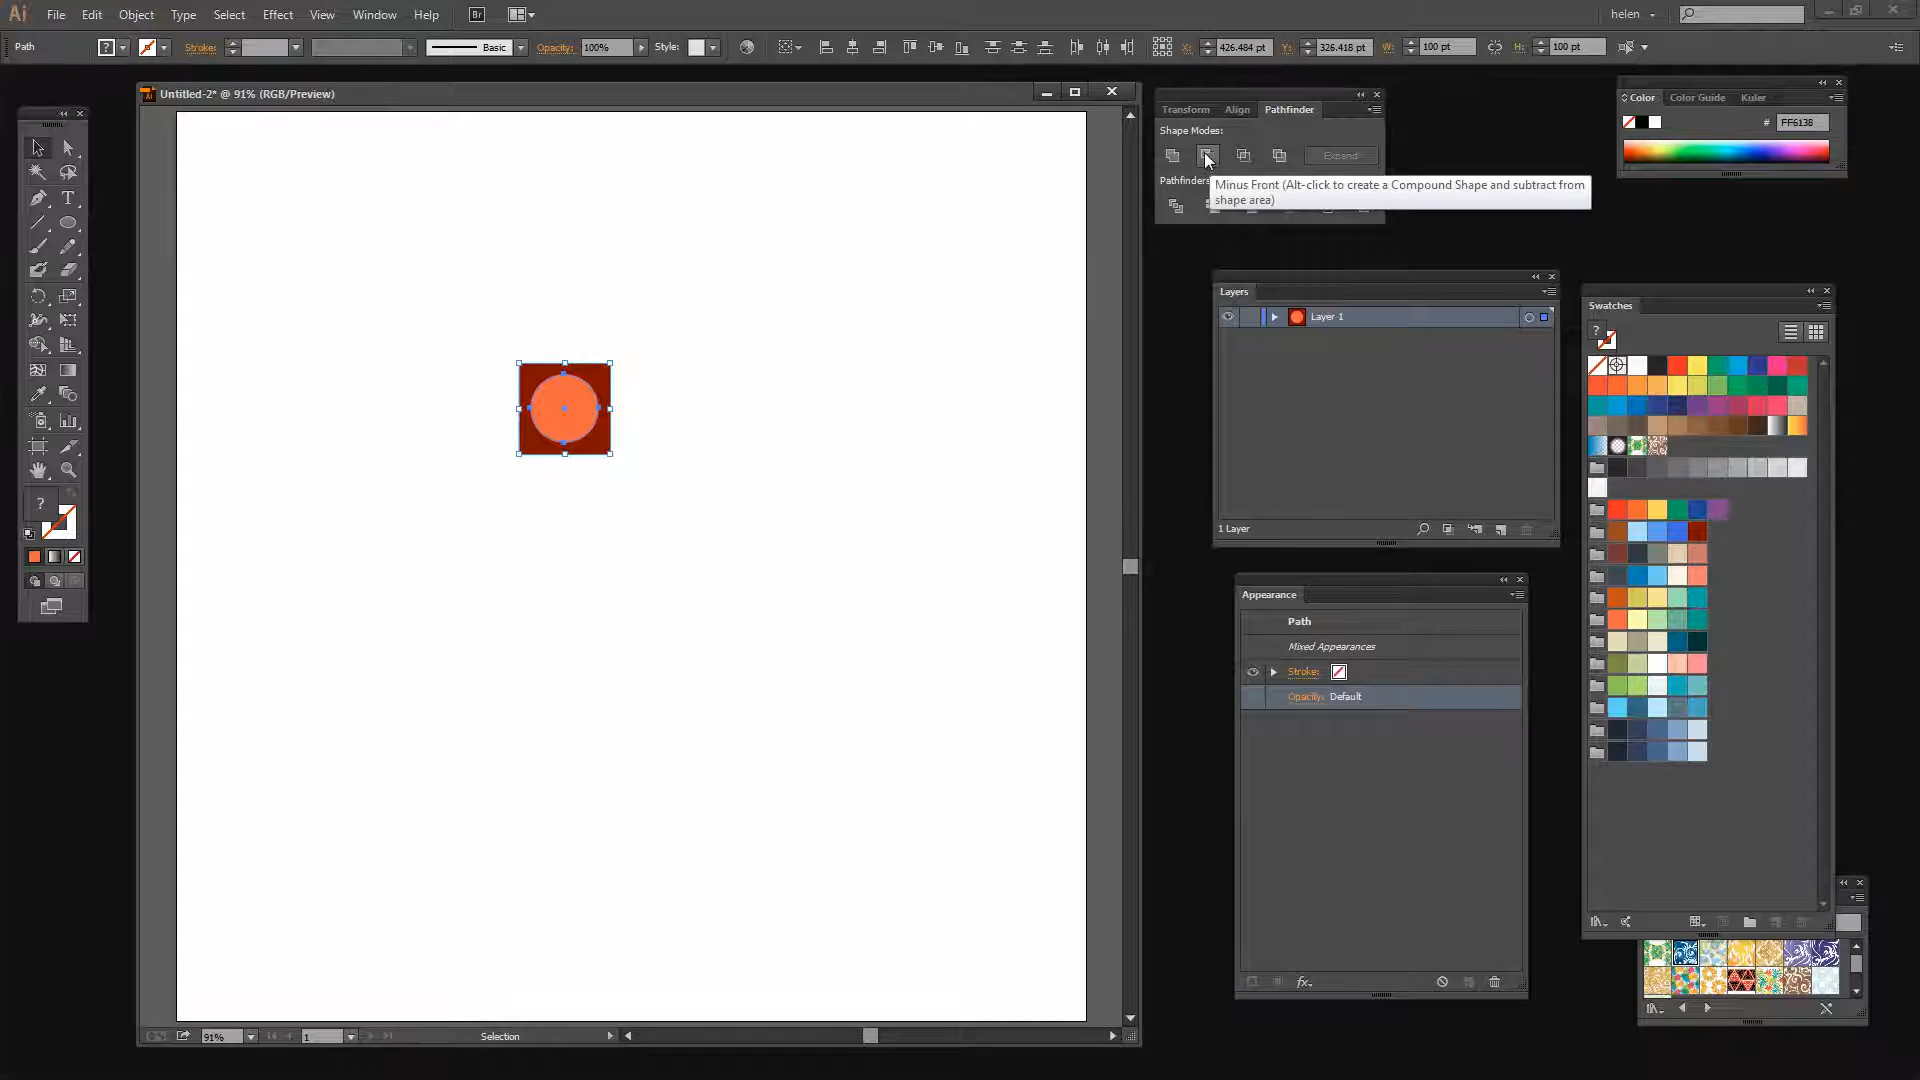 Ai File Edit Object Type Select Effect View Window Help Br helen
Path Stroke: Basic Opacity: 100% Style: X: 426.484 pt Y: 326.418 pt W: 100 pt H: 100 pt
Untitled-2* @ 91% (RGB/Preview)
Transform Align Pathfinder
Shape Modes:
Expand
Pathfinders
Minus Front (Alt-click to create a Compound Shape and subtract from
shape area)
Color Color Guide Kuler
# FF6138
Layers
Layer 1
1 Layer
Swatches
?
Appearance
Path
Mixed Appearances
Stroke:
Opacity: Default
fx
T
?
91% 1 Selection